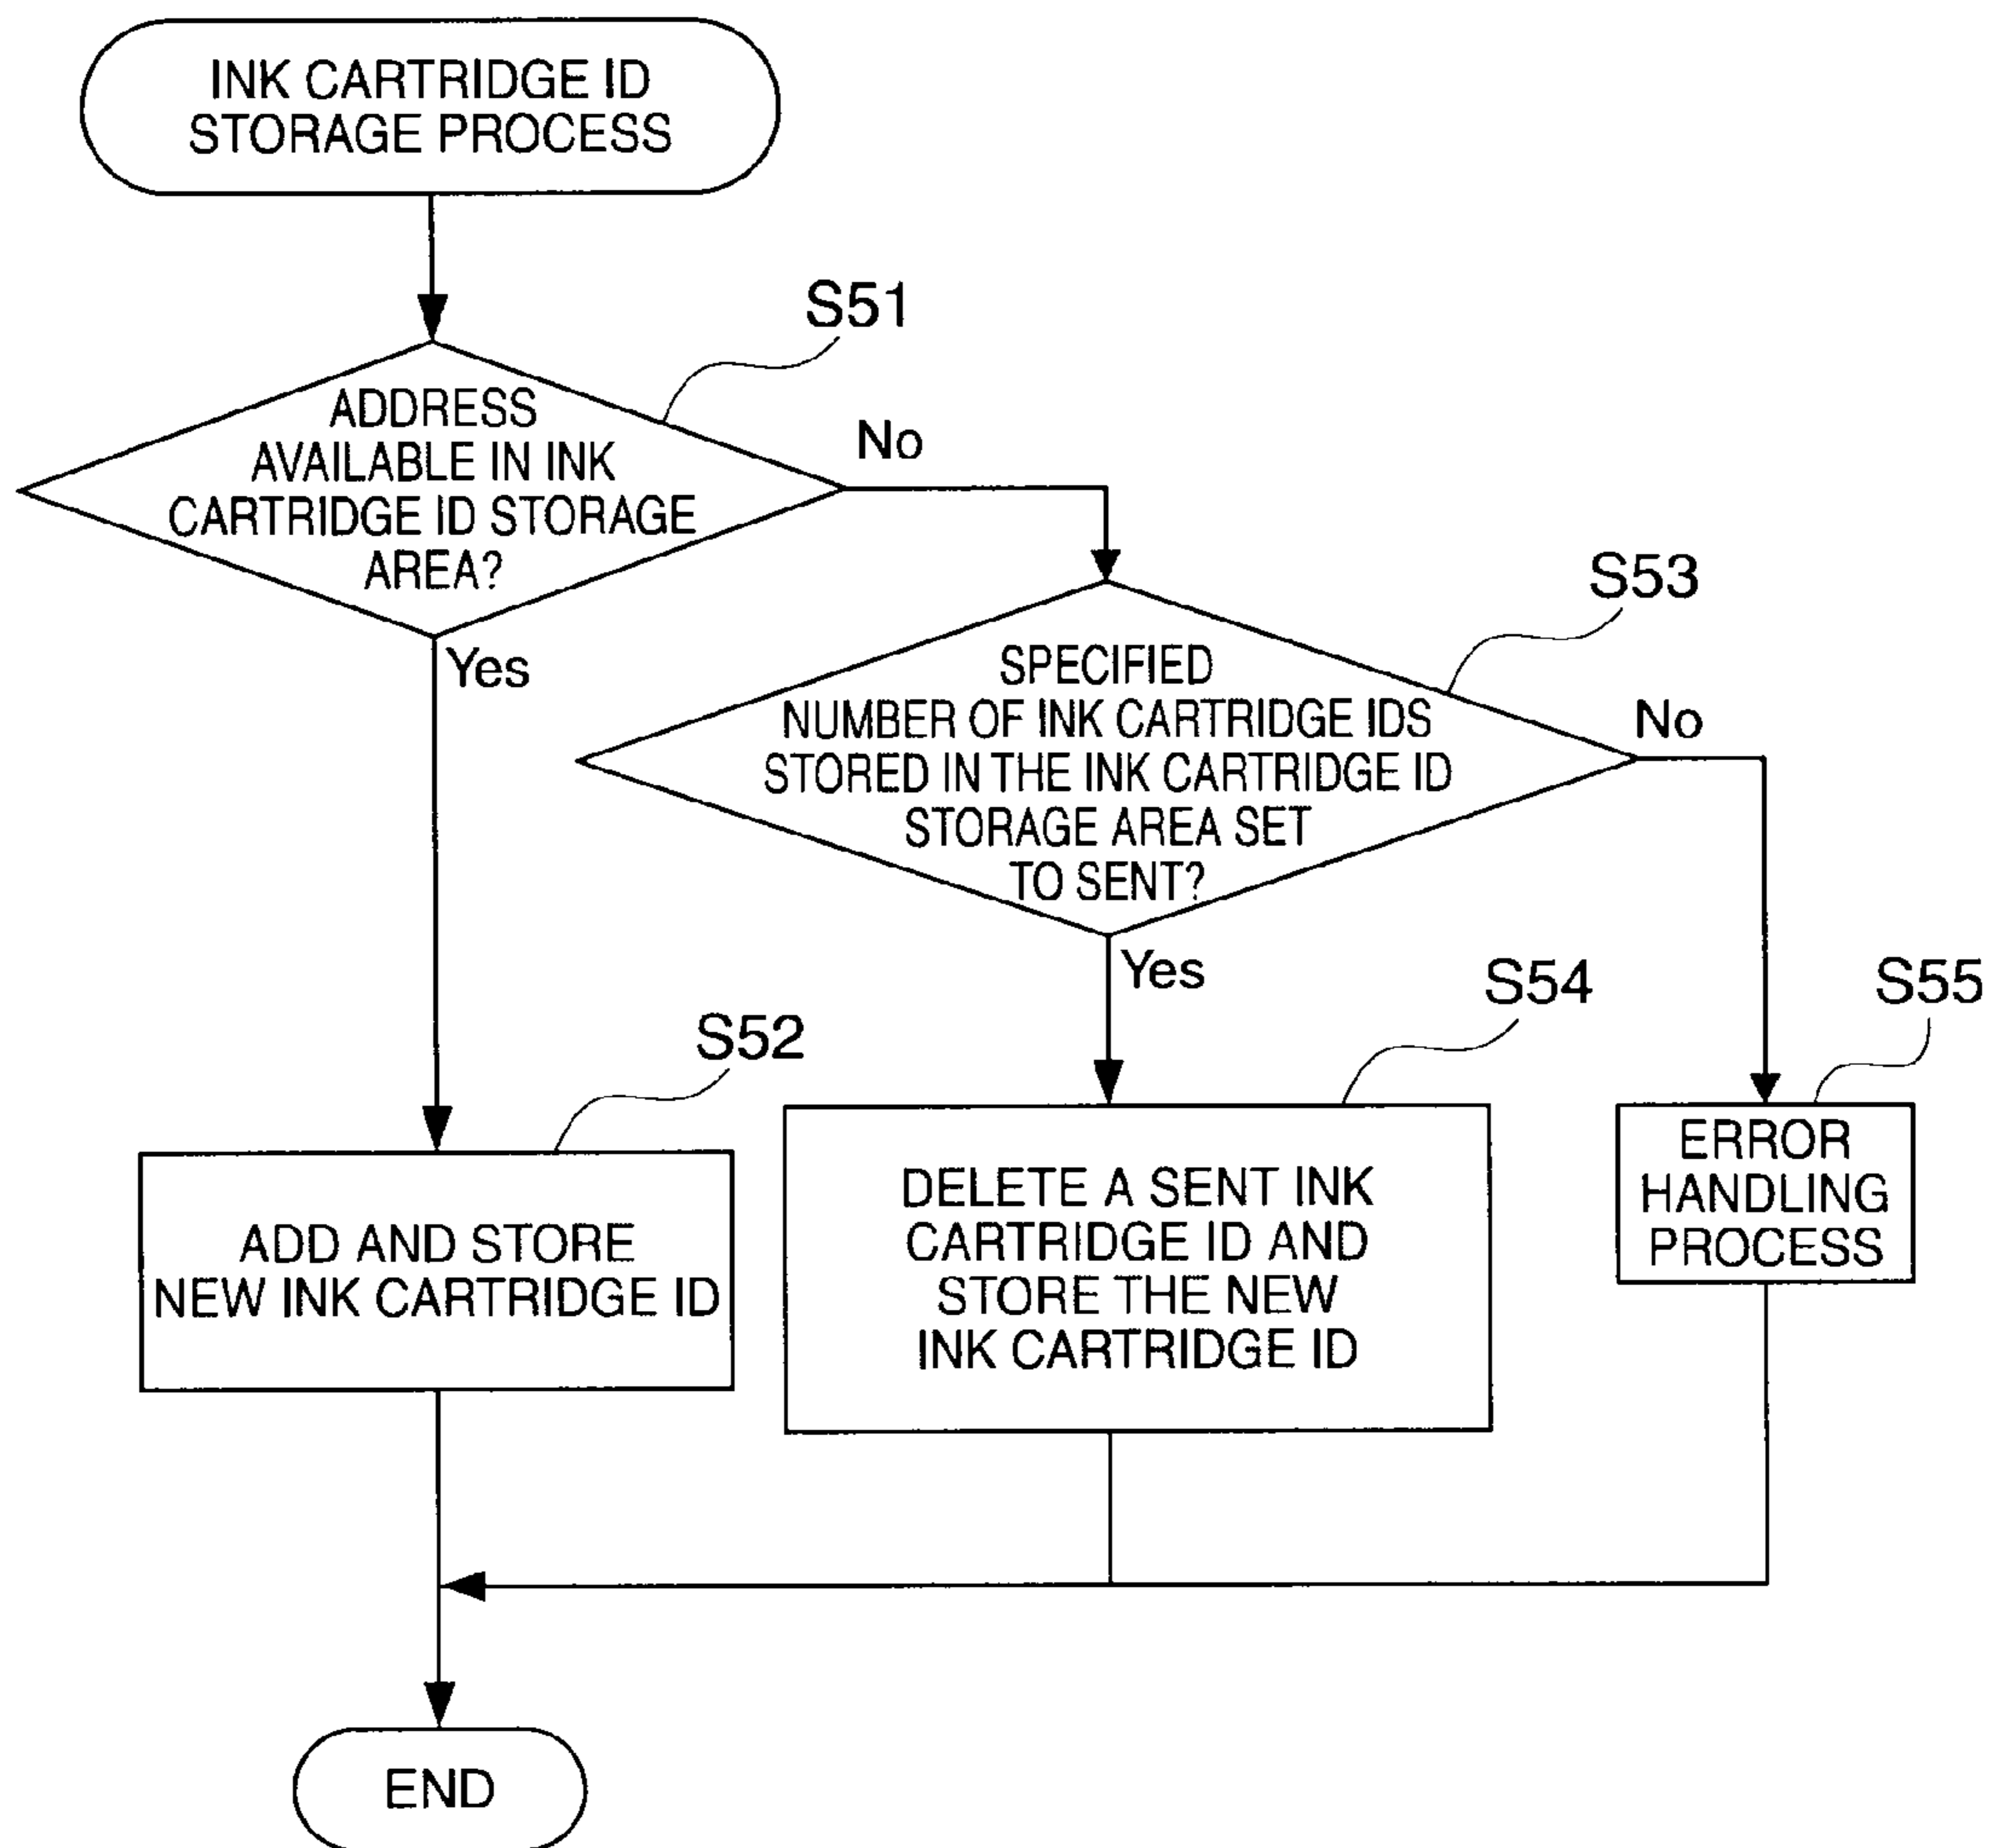 INK CARTRIDGE ID
STORAGE PROCESS
S51
ADDRESS
AVAILABLE IN INK
CARTRIDGE ID STORAGE
AREA?
No
Yes
S53
SPECIFIED
NUMBER OF INK CARTRIDGE IDS
STORED IN THE INK CARTRIDGE ID
STORAGE AREA SET
TO SENT?
No
Yes
S52
ADD AND STORE
NEW INK CARTRIDGE ID
S54
DELETE A SENT INK
CARTRIDGE ID AND
STORE THE NEW
INK CARTRIDGE ID
S55
ERROR
HANDLING
PROCESS
END